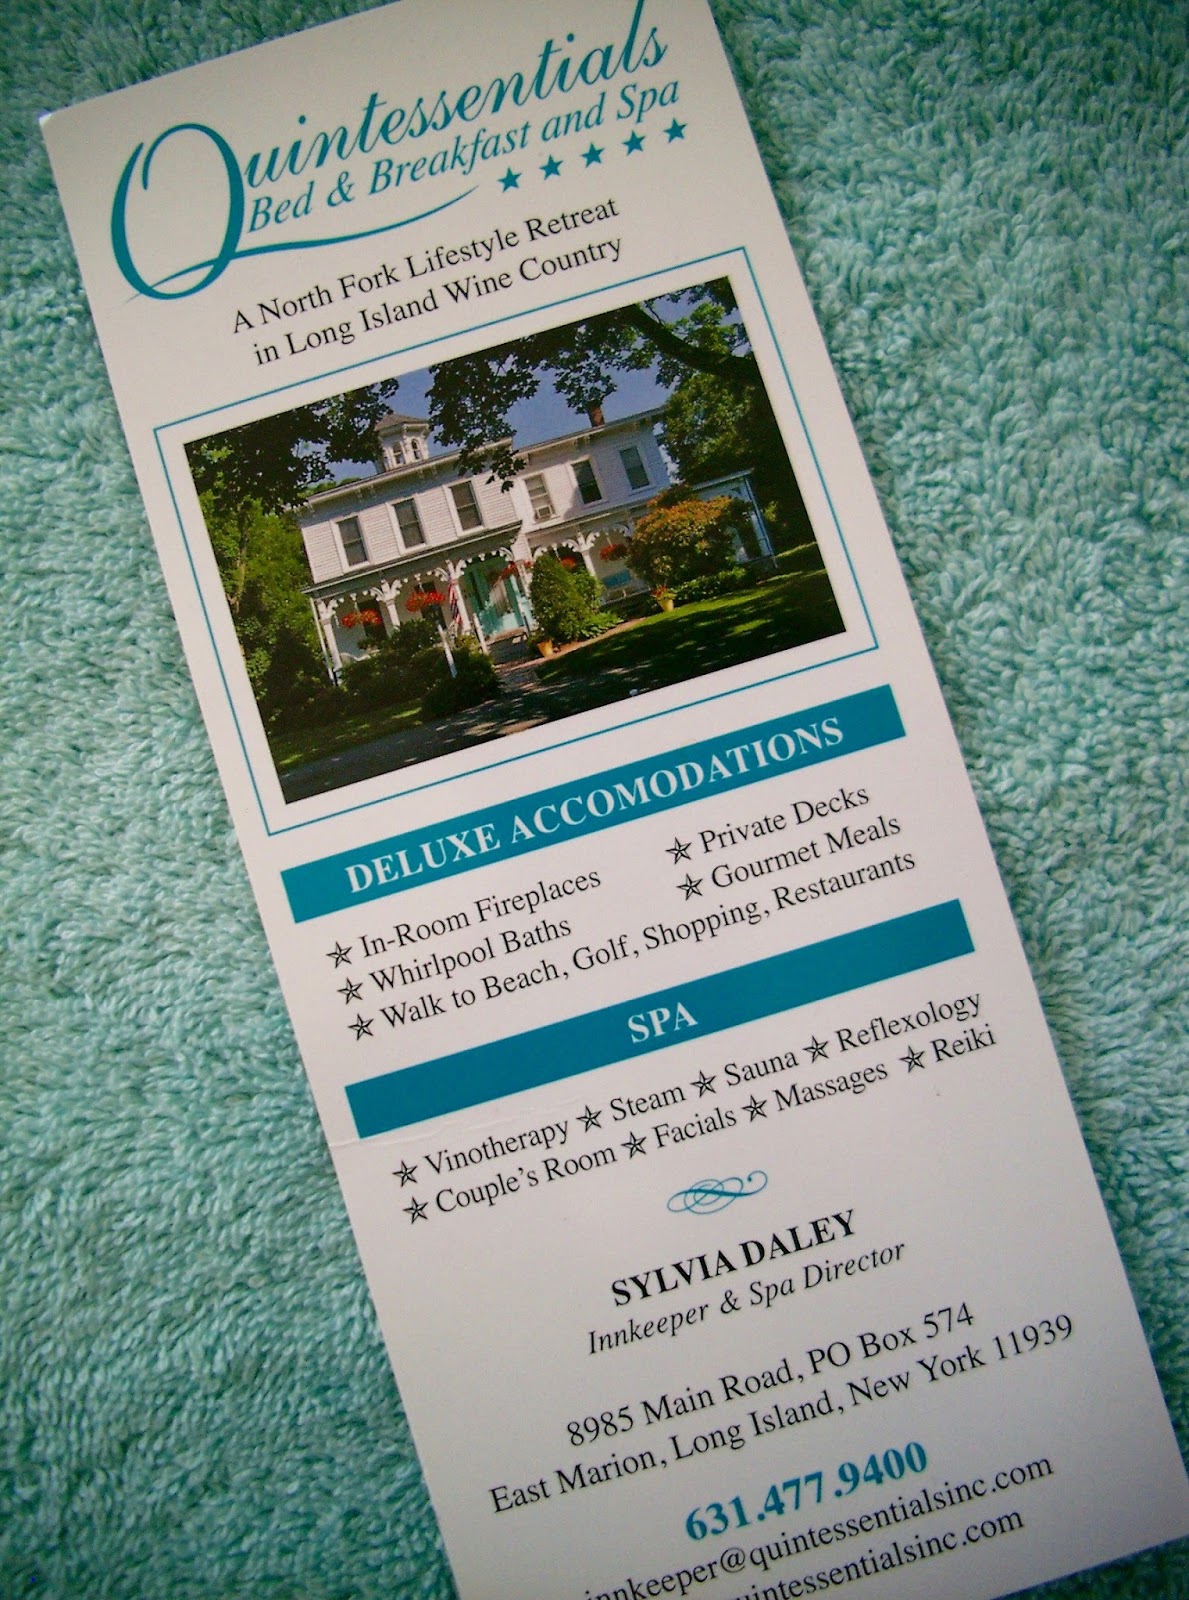 Quintessentials
Bed & Breakfast and Spa
A North Fork Lifestyle Retreat
in Long Island Wine Country
DELUXE ACCOMODATIONS
In-Room Fireplaces
Private Decks
Whirlpool Baths
Gourmet Meals
Walk to Beach, Golf, Shopping, Restaurants
SPA
Vinotherapy Steam Sauna Reflexology
Couple's Room Facials Massages Reiki
SYLVIA DALEY
Innkeeper & Spa Director
8985 Main Road, PO Box 574
East Marion, Long Island, New York 11939
631.477.9400
innkeeper@quintessentialsinc.com
uintessentialsinc.com